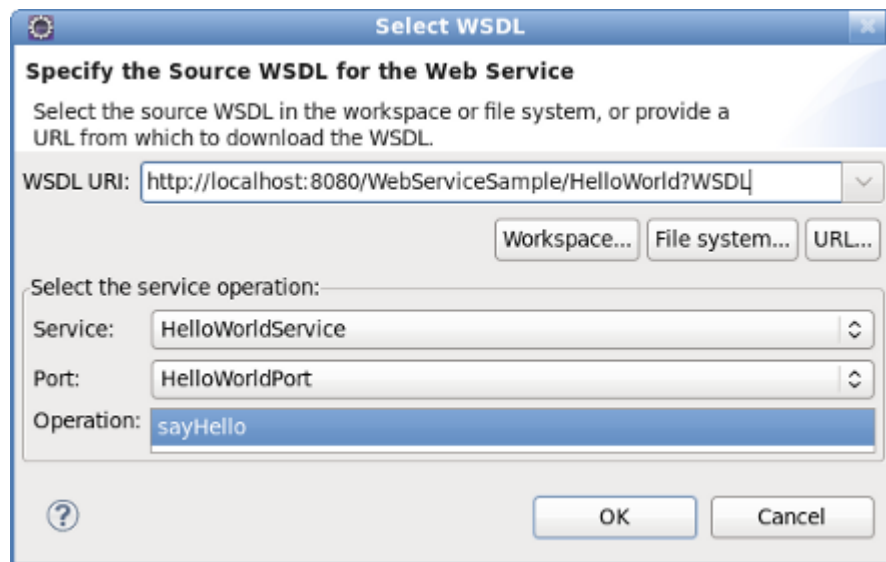 Select WSDL
Specify the Source WSDL for the Web Service
Select the source WSDL in the workspace or file system, or provide a
URL from which to download the WSDL.
WSDL URI: http://localhost:8080/WebServiceSample/HelloWorld?WSDL
Workspace... File system... URL...
Select the service operation:
Service: HelloWorldService
Port: HelloWorldPort
Operation: sayHello
? OK Cancel